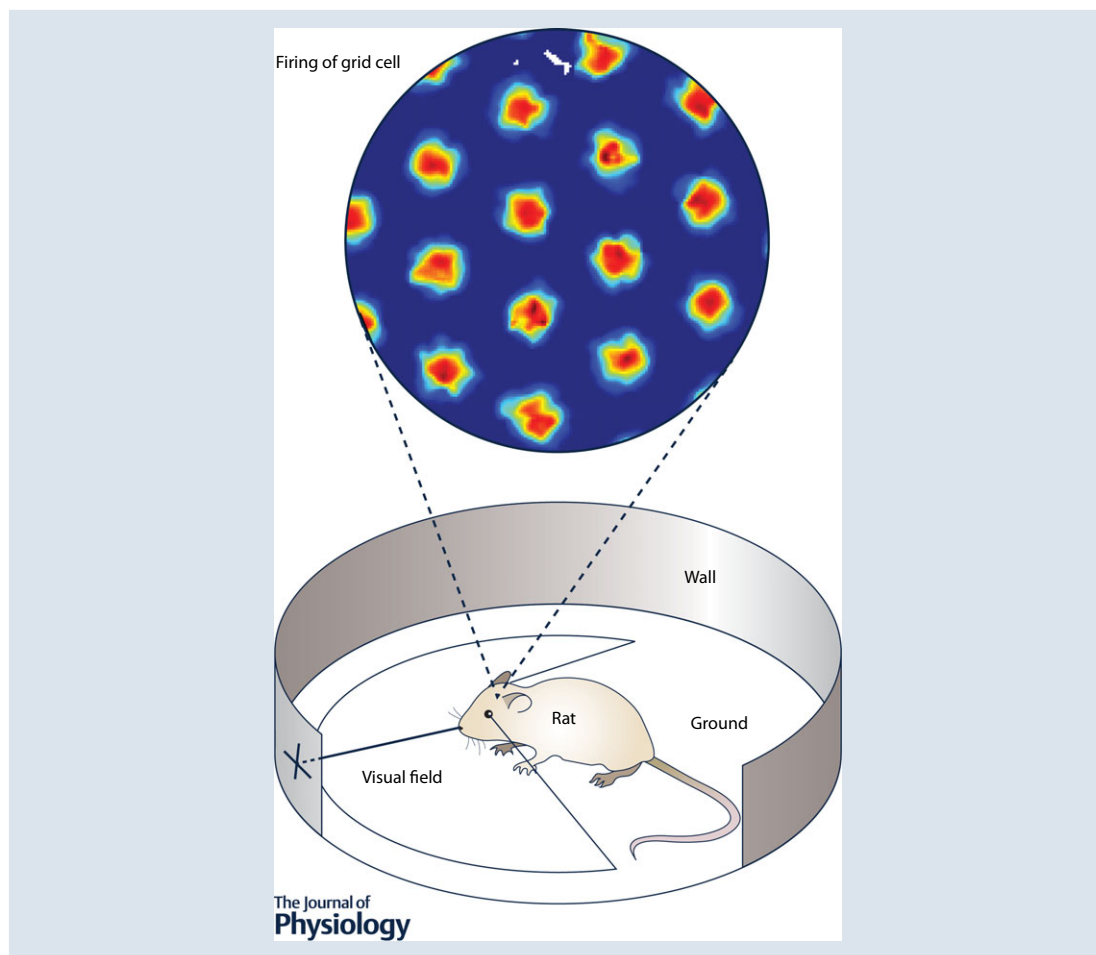 Firing of grid cell
Wall
Rat
Ground
Visual field
The Journal of
Physiology